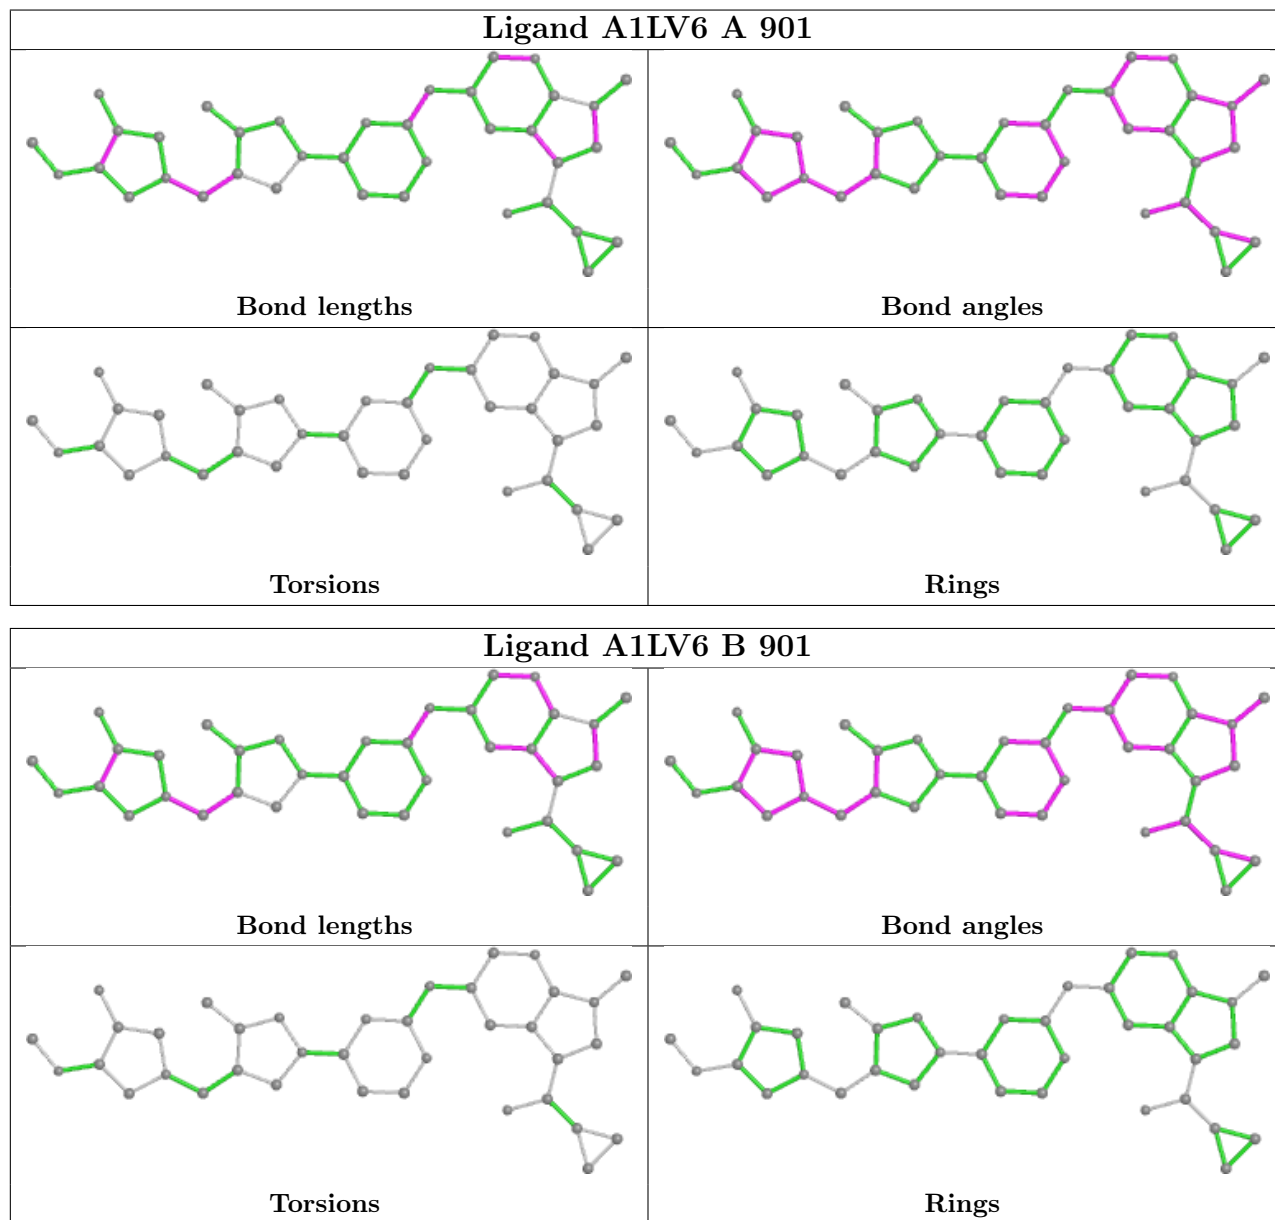 Ligand A1LV6 A 901
Bond lengths
Bond angles
Torsions
Rings
Ligand A1LV6 B 901
Bond lengths
Bond angles
Torsions
Rings